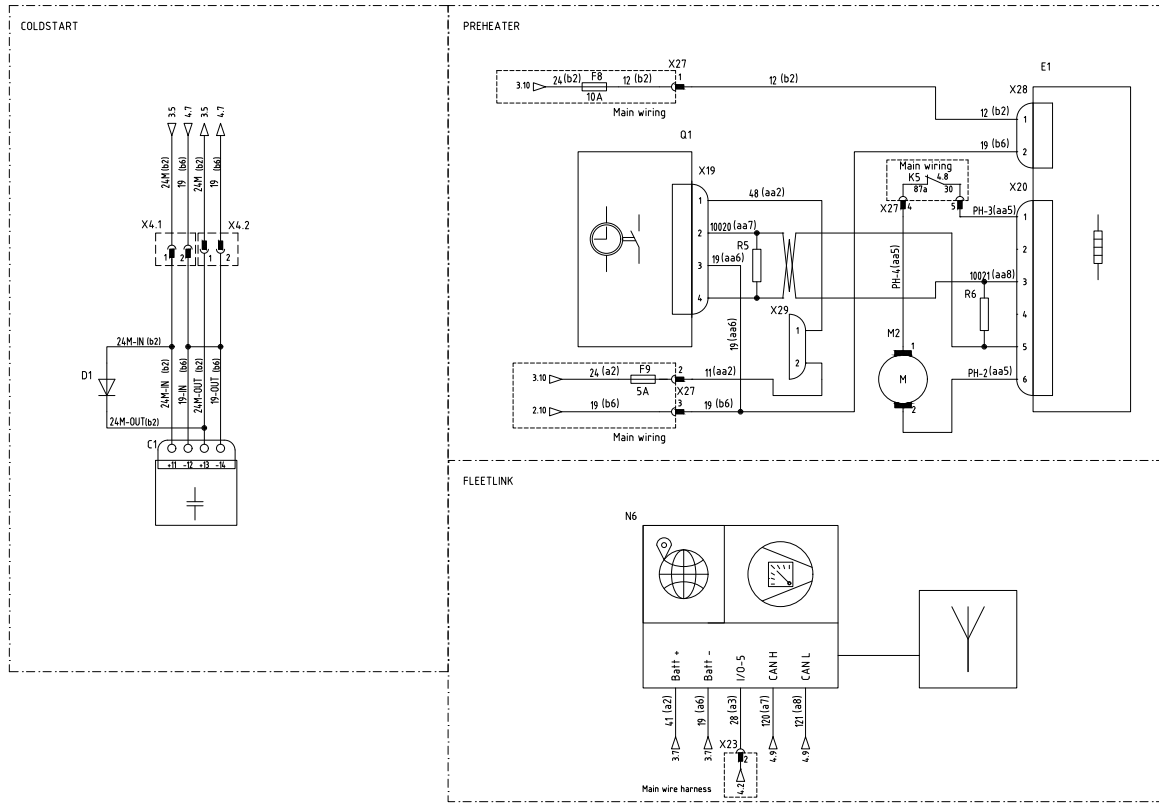 COLDSTART
3.5
4.7
3.5
4.7
24M(b2)
19 (b6)
24M (b2)
19 (b6)
X4.1
X4.2
1
2
1
2
24M-IN (b2)
24M-IN (b2)
19-IN (b6)
24M-OUT (b2)
19-OUT (b6)
D1
24M-OUT(b2)
C1
+11
-12
+13
-14
PREHEATER
3.10
24(b2)
F8
10A
12 (b2)
X27
1
12 (b2)
Main wiring
E1
X28
12 (b2)
1
19 (b6)
2
Q1
X19
1
2
3
4
48 (aa2)
10020 (aa7)
R5
19 (aa6)
19 (aa6)
X29
1
2
Main wiring
K5
4.8
87a
30
X27
4
5
X20
PH-3(aa5)
1
2
10021 (aa8)
3
4
5
6
R6
PH-4(aa5)
M2
1
M
2
PH-2(aa5)
3.10
24 (a2)
F9
5A
2
X27
11(aa2)
2.10
19 (b6)
3
19 (b6)
Main wiring
FLEETLINK
N6
Batt +
Batt -
I/O-5
CAN H
CAN L
41 (a2)
19 (a6)
28 (a3)
120 (a7)
121 (a8)
3.7
3.7
X23
2
4.9
4.9
4.2
Main wire harness